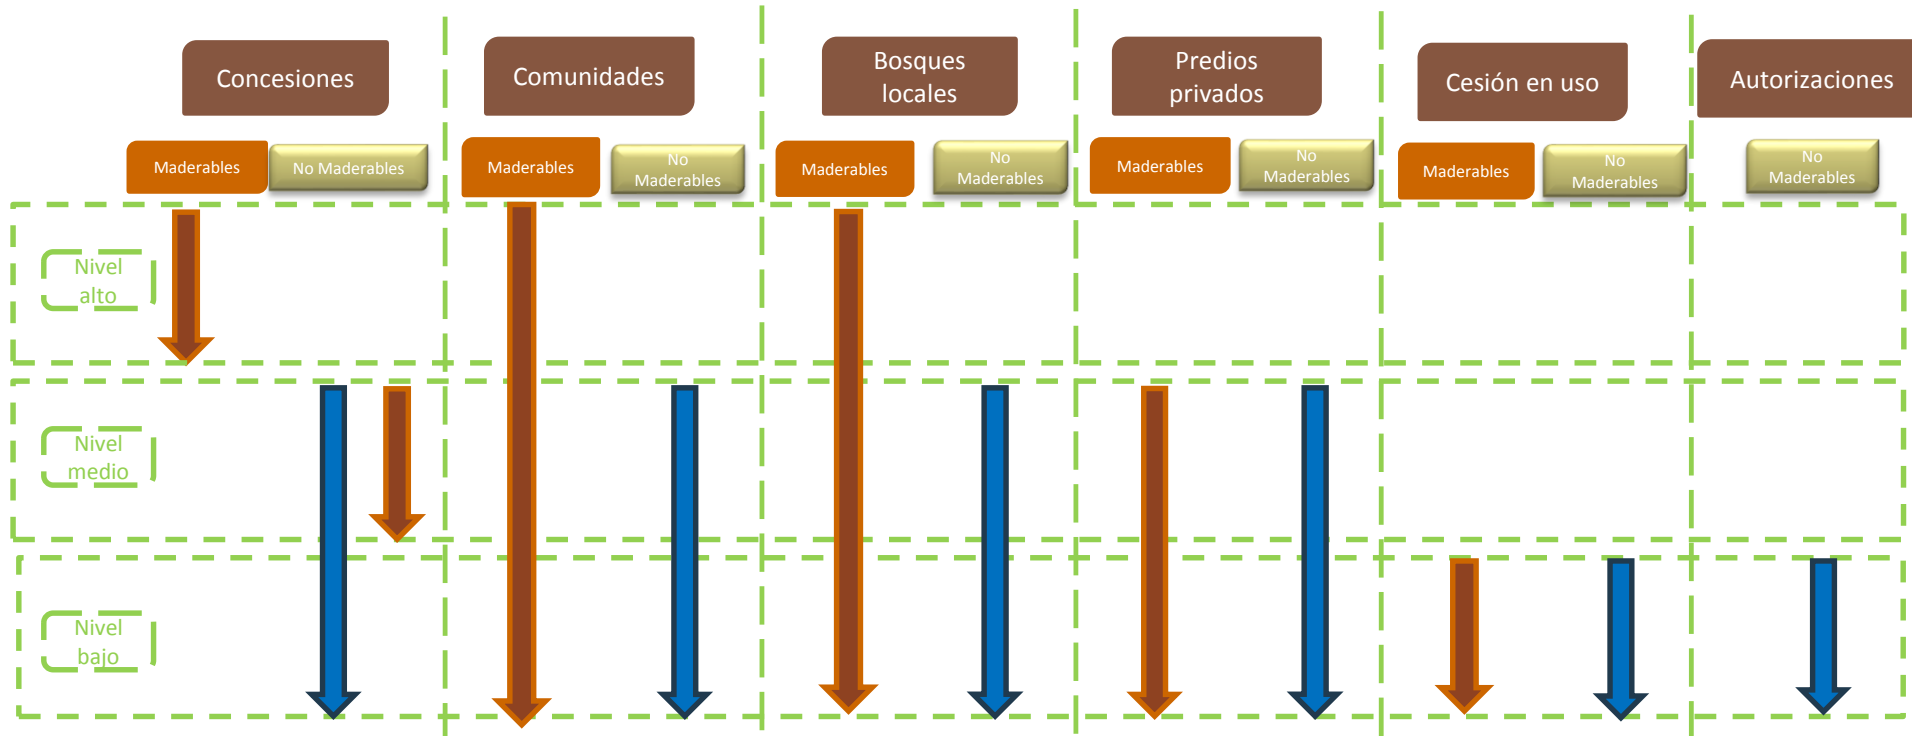 Concesiones
Comunidades
Bosques
locales
Predios
privados
Cesión en uso
Autorizaciones
Maderables
No Maderables
Maderables
No
Maderables
Maderables
No
Maderables
Maderables
No
Maderables
Maderables
No
Maderables
No
Maderables
Nivel
alto
Nivel
medio
Nivel
bajo